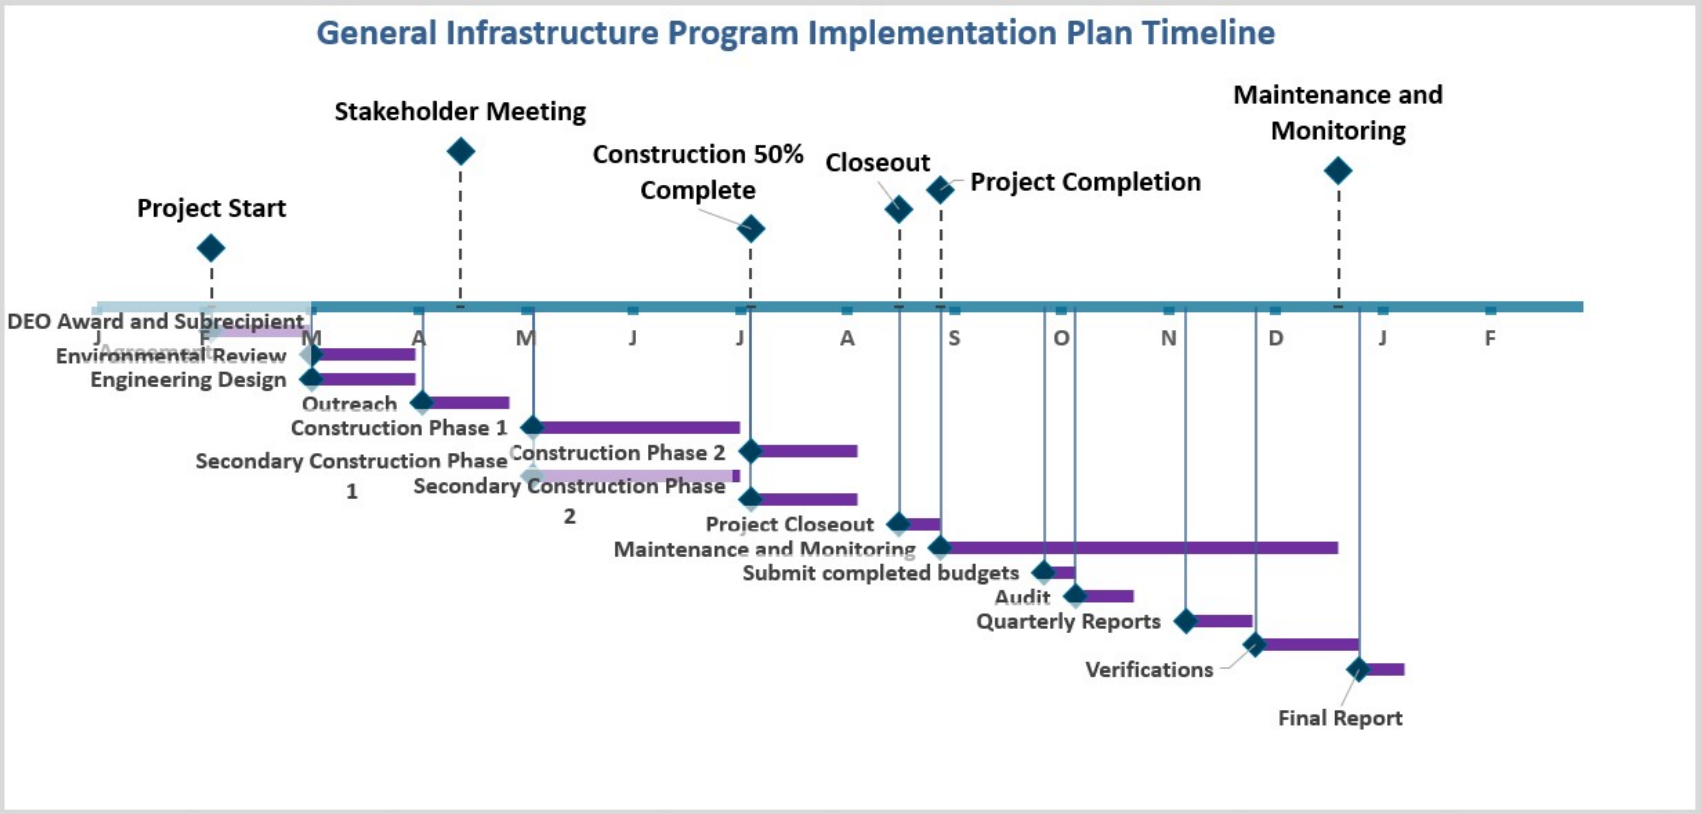 General Infrastructure Program Implementation Plan Timeline
Maintenance and
Monitoring
Stakeholder Meeting
Construction 50%
Complete
Closeout
Project Completion
Project Start
DEO Award and Subrecipient
Agreement
J F M A M J J A S O N D J F
Environmental Review
Engineering Design
Outreach
Construction Phase 1
Construction Phase 2
Secondary Construction Phase
1
Secondary Construction Phase
2
Project Closeout
Maintenance and Monitoring
Submit completed budgets
Audit
Quarterly Reports
Verifications
Final Report